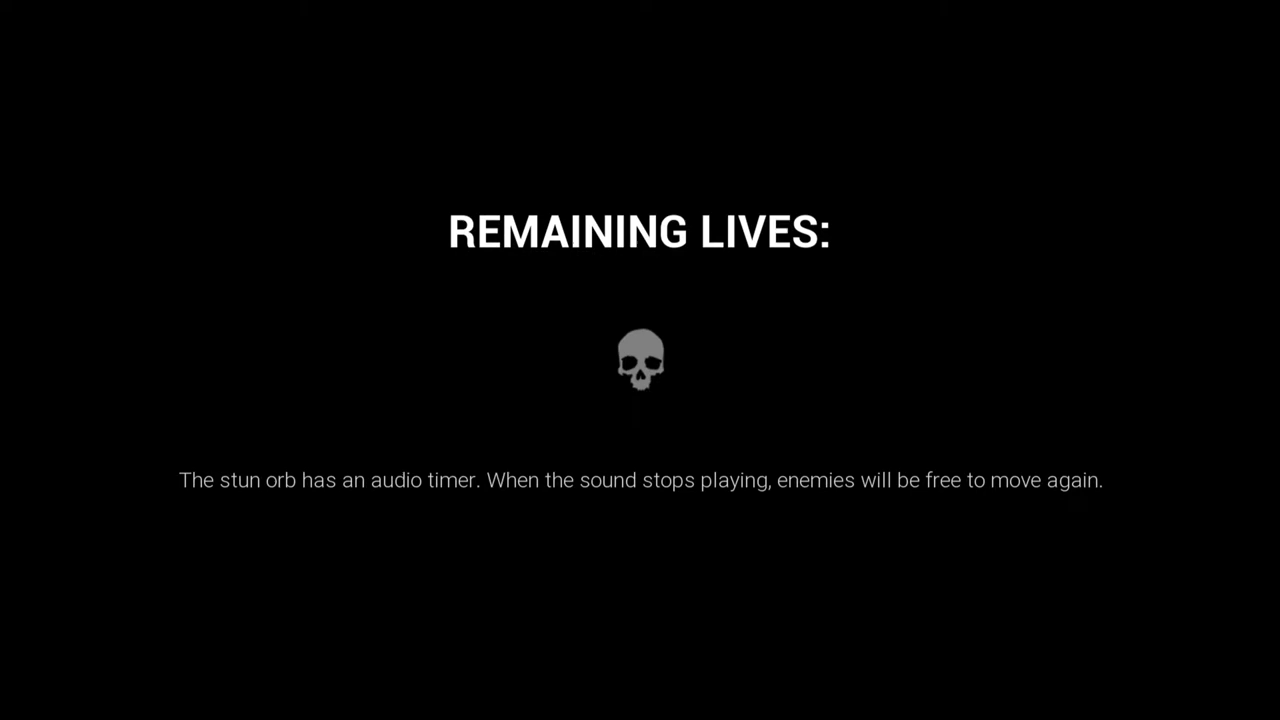 REMAINING LIVES:
The stun orb has an audio timer. When the sound stops playing, enemies will be free to move again.